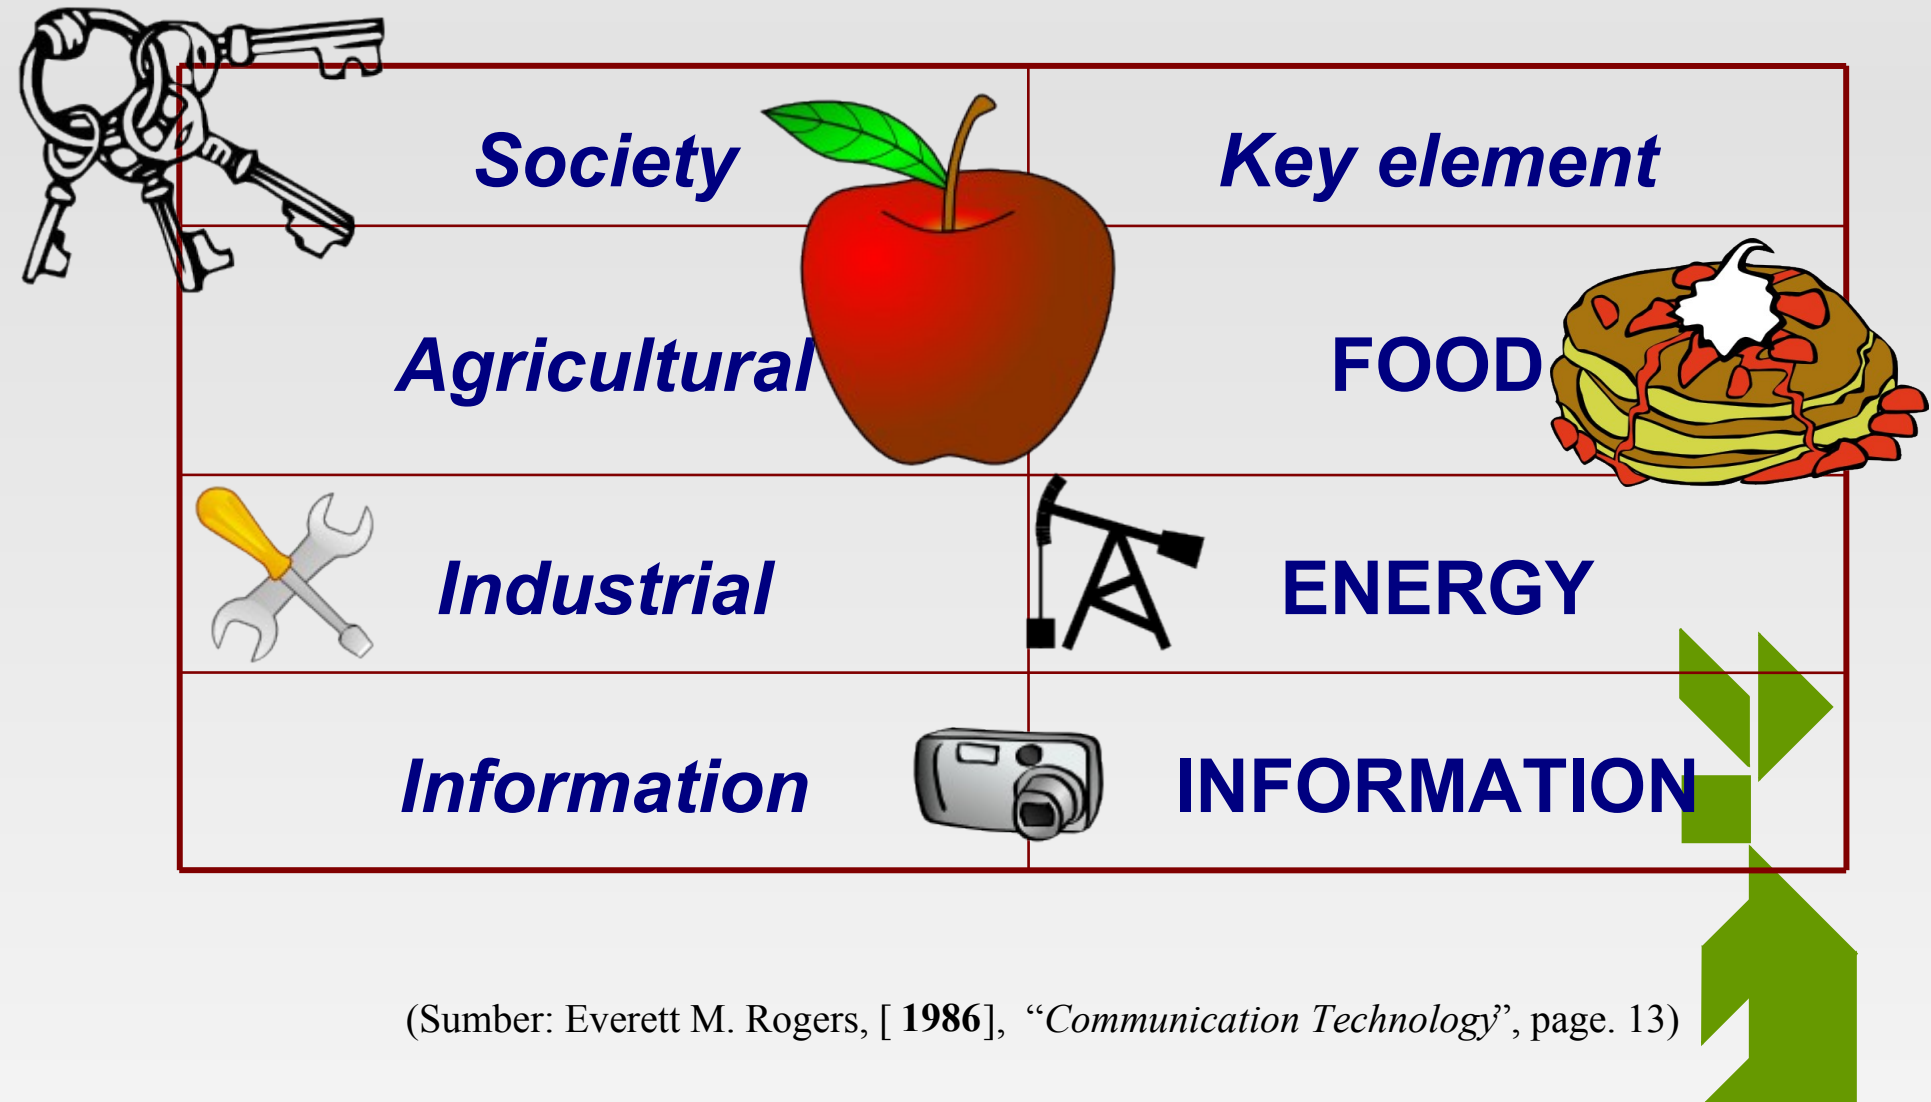 Society Key element
Agricultural FOOD
Industrial ENERGY
Information INFORMATION
(Sumber: Everett M. Rogers, [ 1986], “Communication Technology”, page. 13)